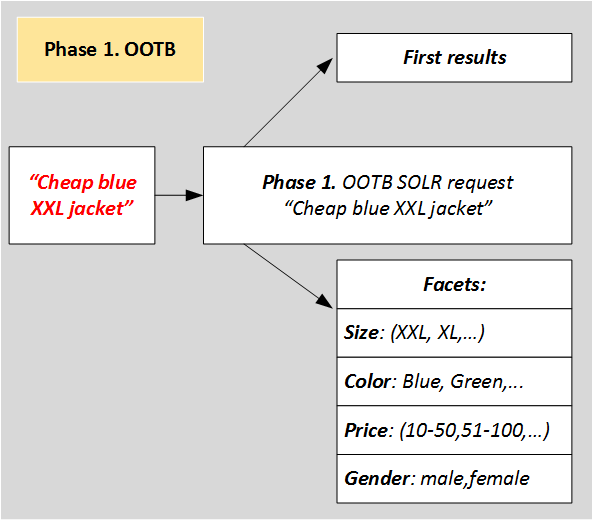 Phase 1. OOTB
First results
“Cheap blue
XXL jacket”
Phase 1. OOTB SOLR request
“Cheap blue XXL jacket”
Facets:
Size: (XXL, XL,...)
Color: Blue, Green,...
Price: (10-50,51-100,...)
Gender: male,female